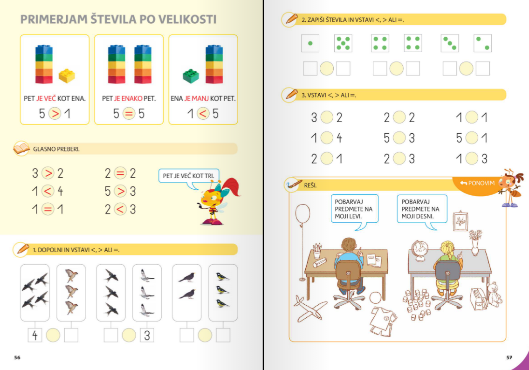 PRIMERJAM ŠTEVILA PO VELIKOSTI
PET JE VEČ KOT ENA.
5 > 1
PET JE ENAKO PET.
5 = 5
ENA JE MANJ KOT PET.
1 < 5
GLASNO PREBERI.
3 > 2
2 = 2
1 < 4
5 > 3
1 = 1
2 < 3
PET JE VEČ KOT TRI.
1. DOPOLNI IN VSTAVI <, > ALI =.
4
3
56
2. ZAPIŠI ŠTEVILA IN VSTAVI <, > ALI =.
3. VSTAVI <, > ALI =.
3 2
2 2
1 1
1 4
5 3
5 1
2 1
0 3
1 3
PONOVIM
REŠI.
POBARVAJ
PREDMETE NA
MOJI LEVI.
POBARVAJ
PREDMETE NA
MOJI DESNI.
57